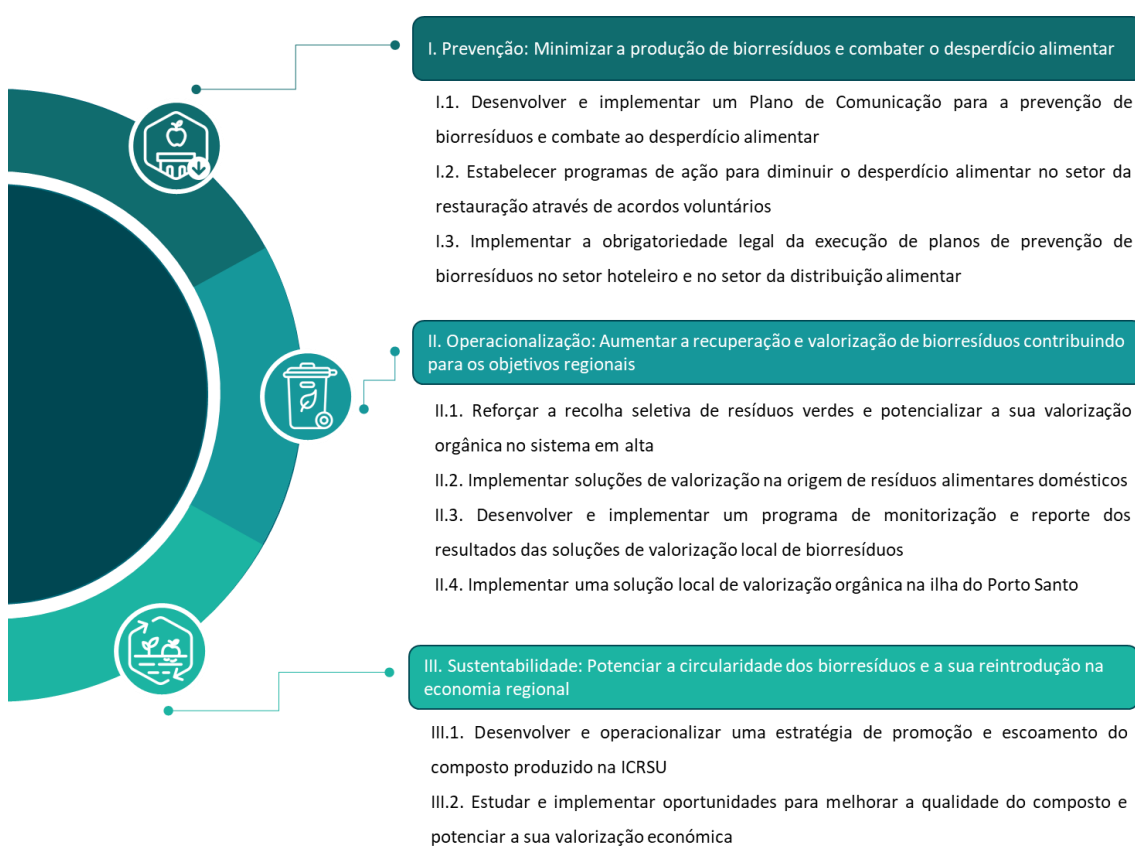 I. Prevenção: Minimizar a produção de biorresíduos e combater o desperdício alimentar
I.1. Desenvolver e implementar um Plano de Comunicação para a prevenção de
biorresíduos e combate ao desperdício alimentar
I.2. Estabelecer programas de ação para diminuir o desperdício alimentar no setor da
restauração através de acordos voluntários
I.3. Implementar a obrigatoriedade legal da execução de planos de prevenção de
biorresíduos no setor hoteleiro e no setor da distribuição alimentar
II. Operacionalização: Aumentar a recuperação e valorização de biorresíduos contribuindo
para os objetivos regionais
II.1. Reforçar a recolha seletiva de resíduos verdes e potencializar a sua valorização
orgânica no sistema em alta
II.2. Implementar soluções de valorização na origem de resíduos alimentares domésticos
II.3. Desenvolver e implementar um programa de monitorização e reporte dos
resultados das soluções de valorização local de biorresíduos
II.4. Implementar uma solução local de valorização orgânica na ilha do Porto Santo
III. Sustentabilidade: Potenciar a circularidade dos biorresíduos e a sua reintrodução na
economia regional
III.1. Desenvolver e operacionalizar uma estratégia de promoção e escoamento do
composto produzido na ICRSU
III.2. Estudar e implementar oportunidades para melhorar a qualidade do composto e
potenciar a sua valorização económica